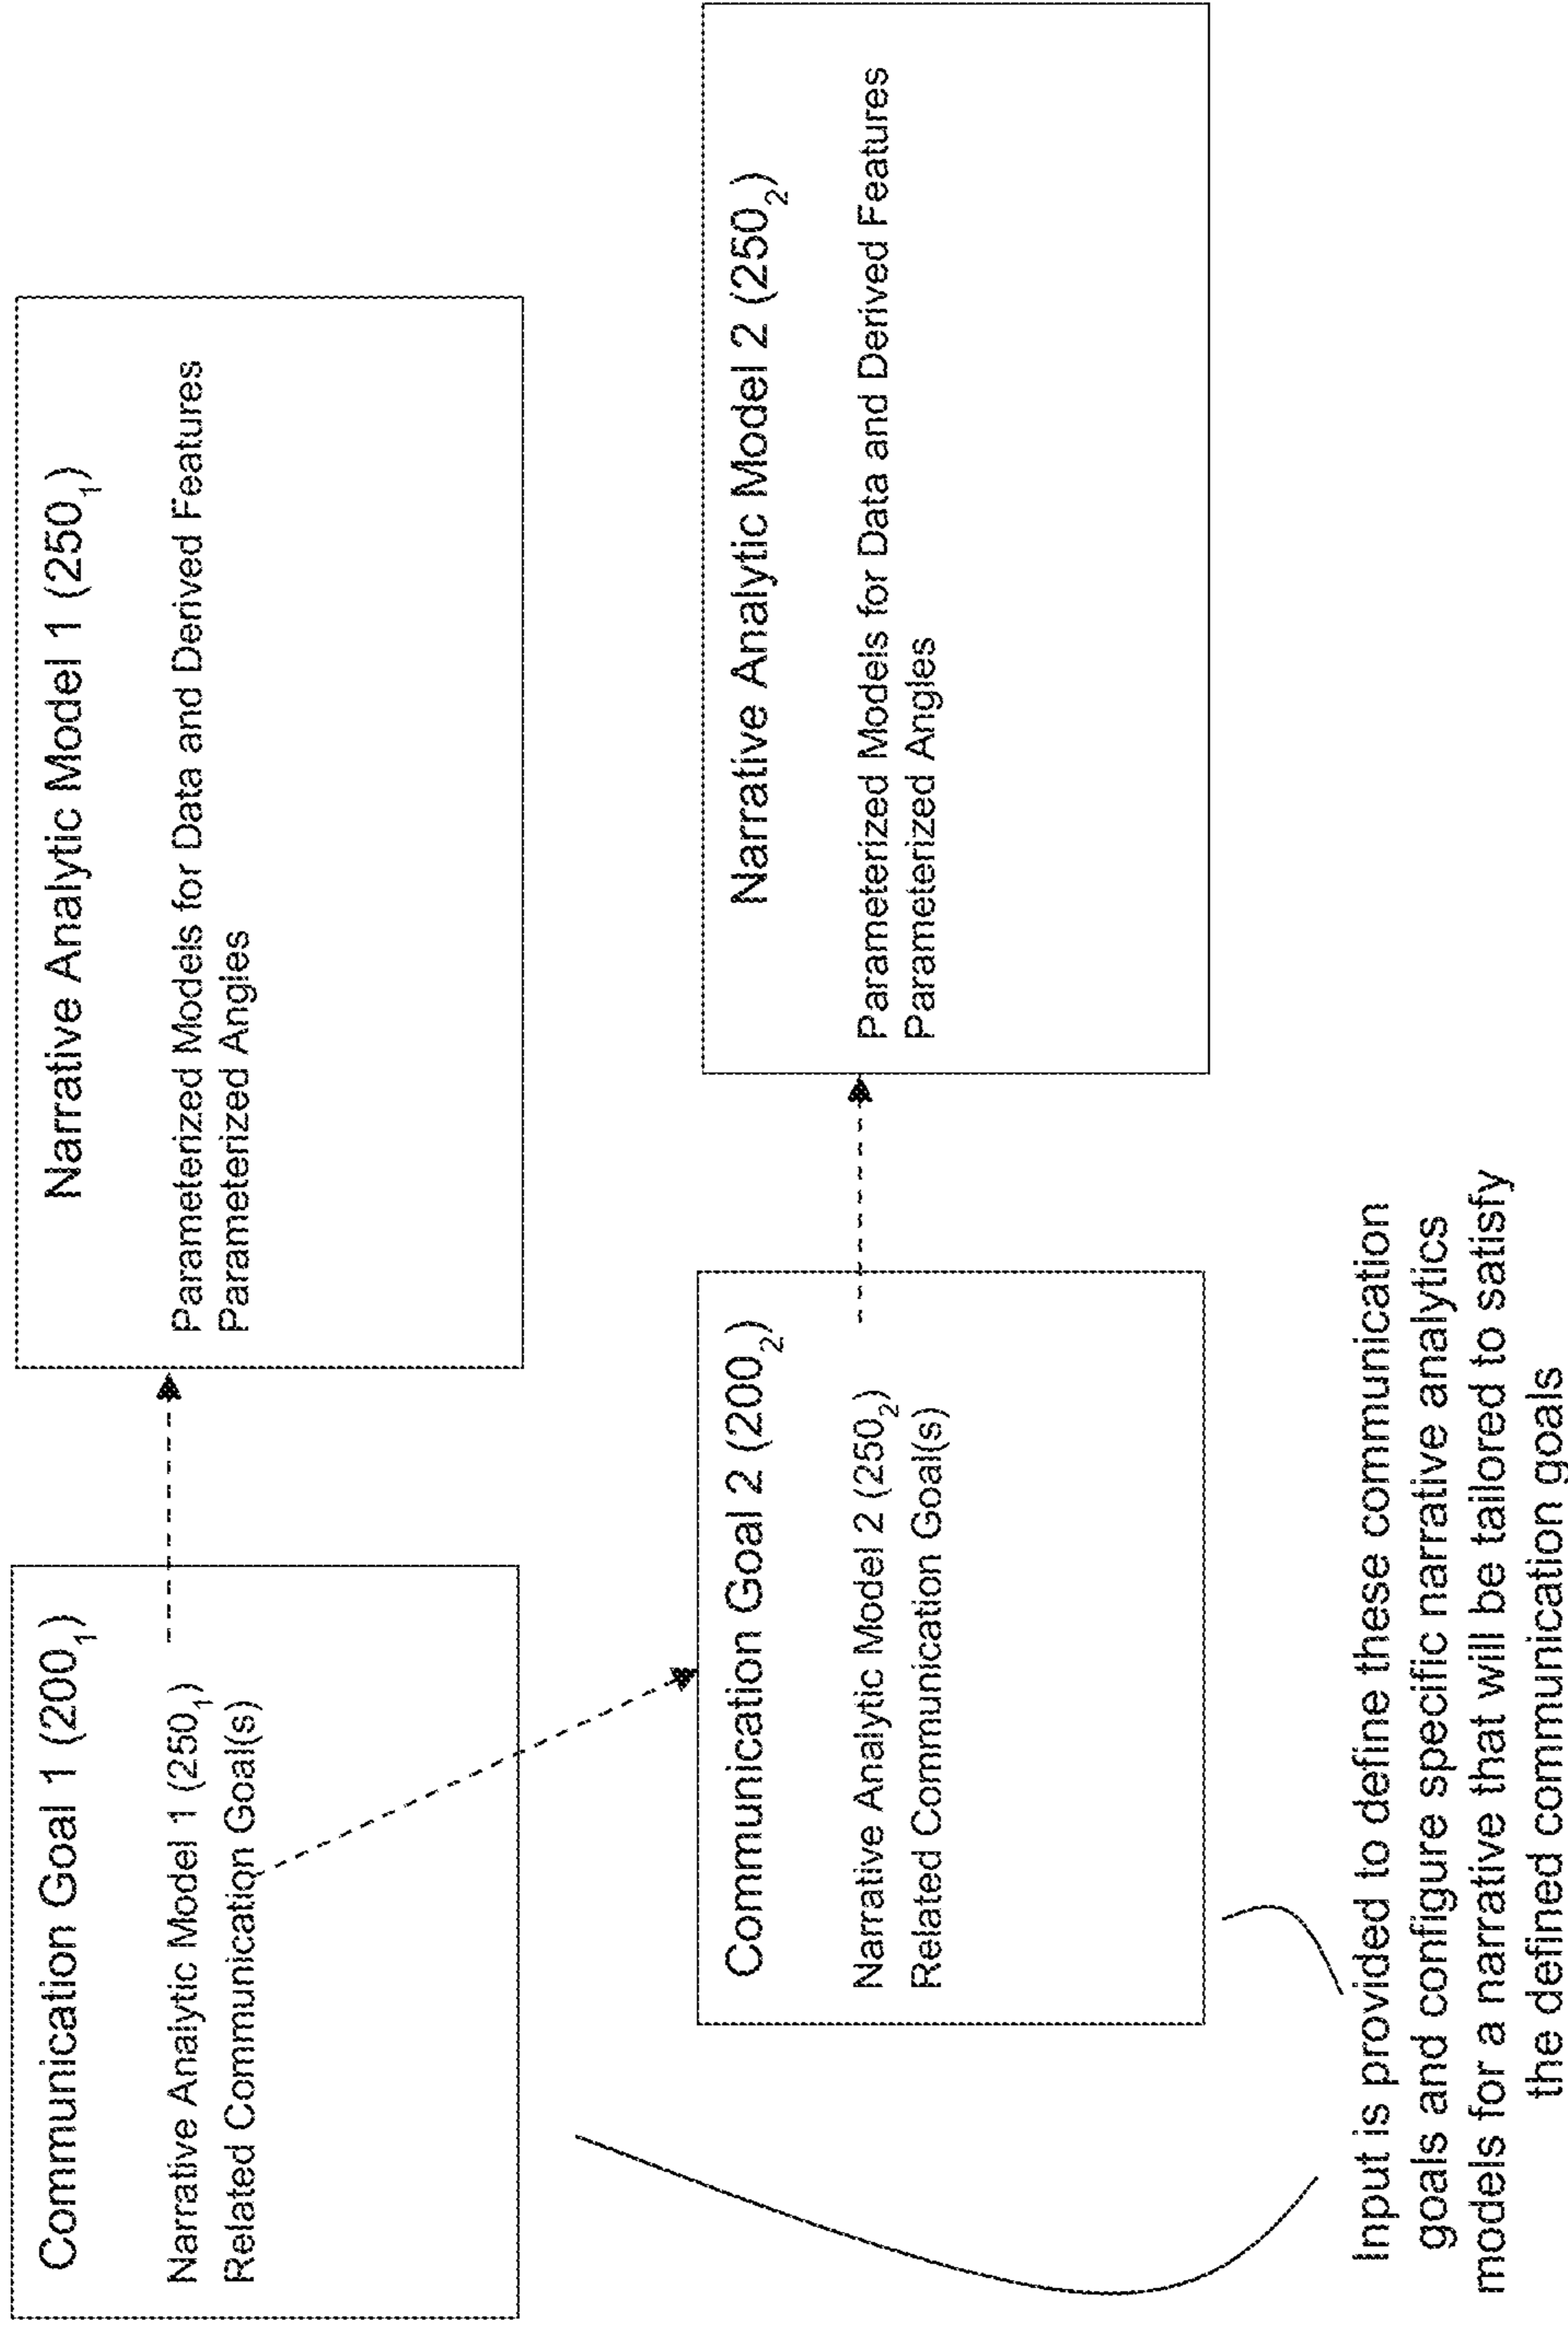 Communication Goal 1 (200₁)
Narrative Analytic Model 1 (250₁)
Related Communication Goal(s)
Narrative Analytic Model 1 (250₁)
Parameterized Models for Data and Derived Features
Parameterized Angles
Communication Goal 2 (200₂)
Narrative Analytic Model 2 (250₂)
Related Communication Goal(s)
Narrative Analytic Model 2 (250₂)
Parameterized Models for Data and Derived Features
Parameterized Angles
Input is provided to define these communication
goals and configure specific narrative analytics
models for a narrative that will be tailored to satisfy
the defined communication goals